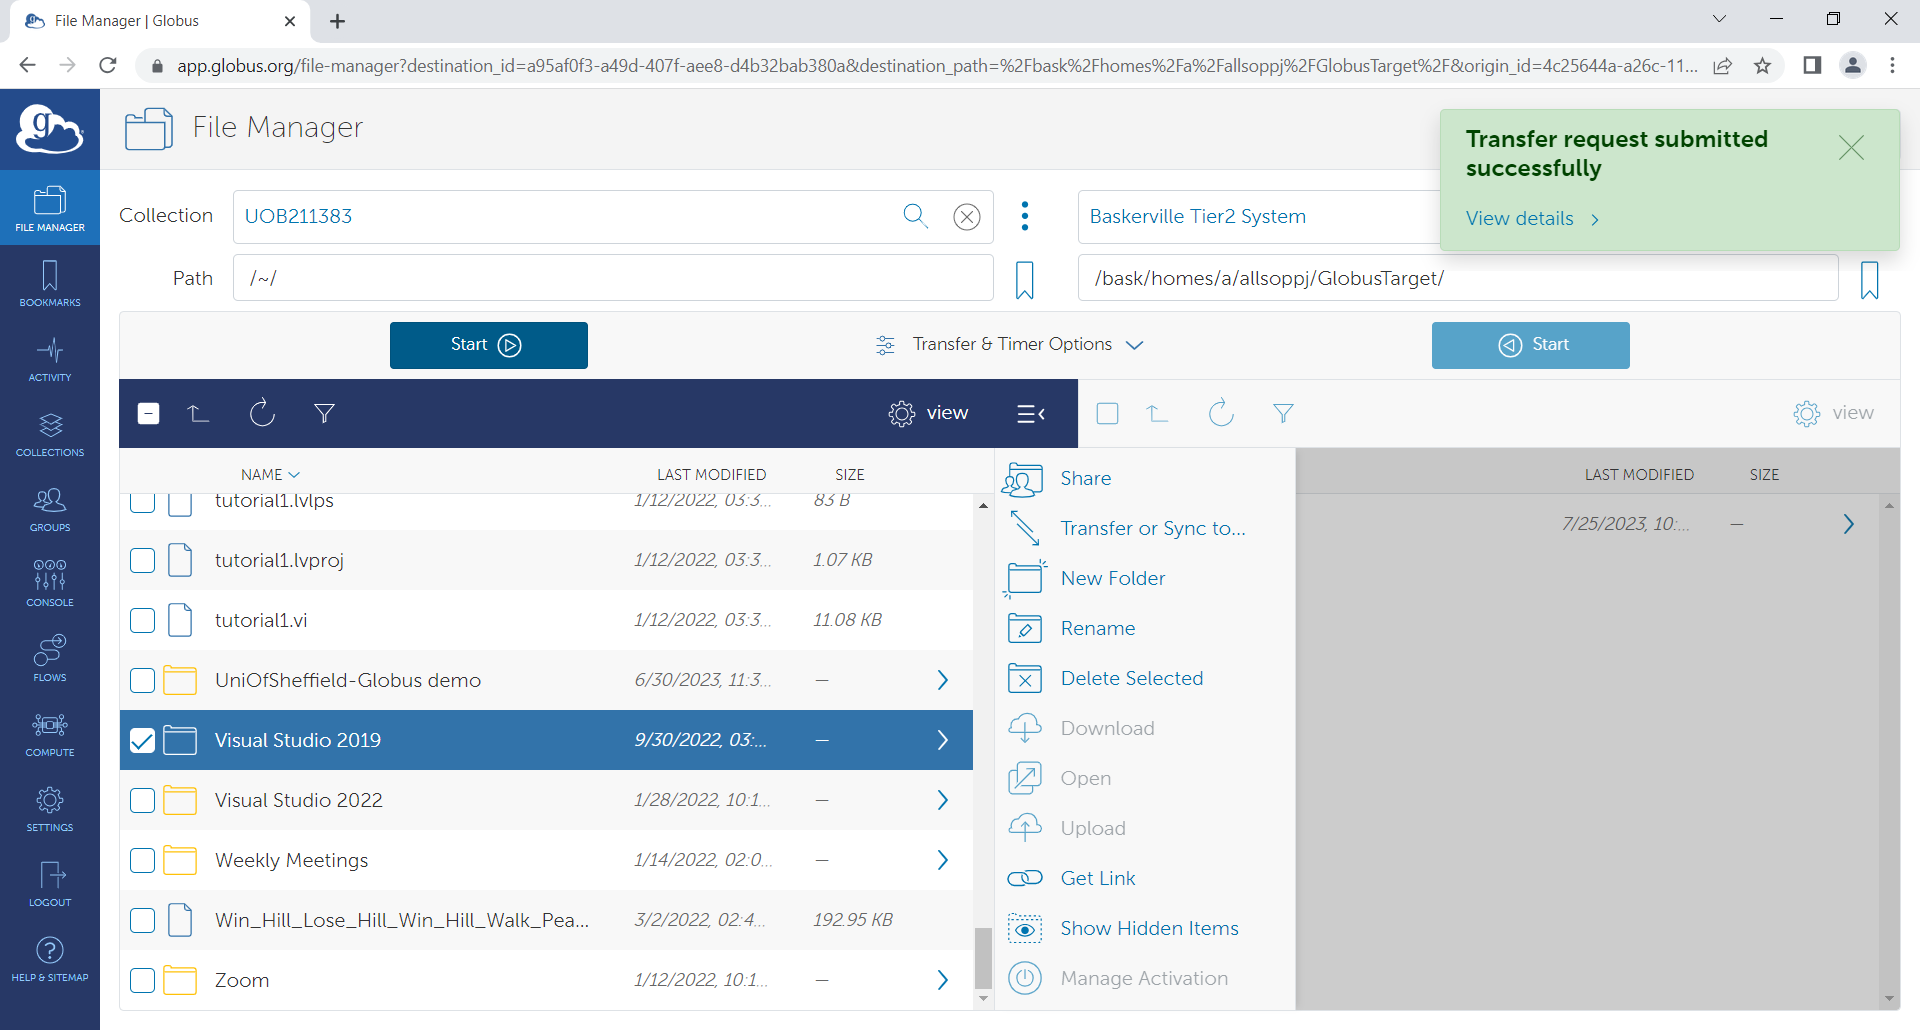 File Manager | Globus
app.globus.org/file-manager?destination_id=a95af0f3-a49d-407f-aee8-d4b32bab380a&destination_path=%2Fbask%2Fhomes%2Fa%2Fallsoppj%2FGlobusTarget%2F&origin_id=4c25644a-a26c-11...
g
File Manager
Transfer request submitted
successfully
View details
FILE MANAGER
BOOKMARKS
ACTIVITY
COLLECTIONS
GROUPS
CONSOLE
FLOWS
COMPUTE
SETTINGS
LOGOUT
HELP & SITEMAP
Collection
UOB211383
Baskerville Tier2 System
Path
/~/
/bask/homes/a/allsoppj/GlobusTarget/
Start
Transfer & Timer Options
Start
view
view
NAME LAST MODIFIED SIZE
tutorial1.lvlps 1/12/2022, 03:3... 83 B
tutorial1.lvproj 1/12/2022, 03:3... 1.07 KB
tutorial1.vi 1/12/2022, 03:3... 11.08 KB
UniOfSheffield-Globus demo 6/30/2023, 11:3... —
Visual Studio 2019 9/30/2022, 03:... —
Visual Studio 2022 1/28/2022, 10:1... —
Weekly Meetings 1/14/2022, 02:0... —
Win_Hill_Lose_Hill_Win_Hill_Walk_Pea... 3/2/2022, 02:4... 192.95 KB
Zoom 1/12/2022, 10:1... —
Share
Transfer or Sync to...
New Folder
Rename
Delete Selected
Download
Open
Upload
Get Link
Show Hidden Items
Manage Activation
LAST MODIFIED SIZE
7/25/2023, 10:... —